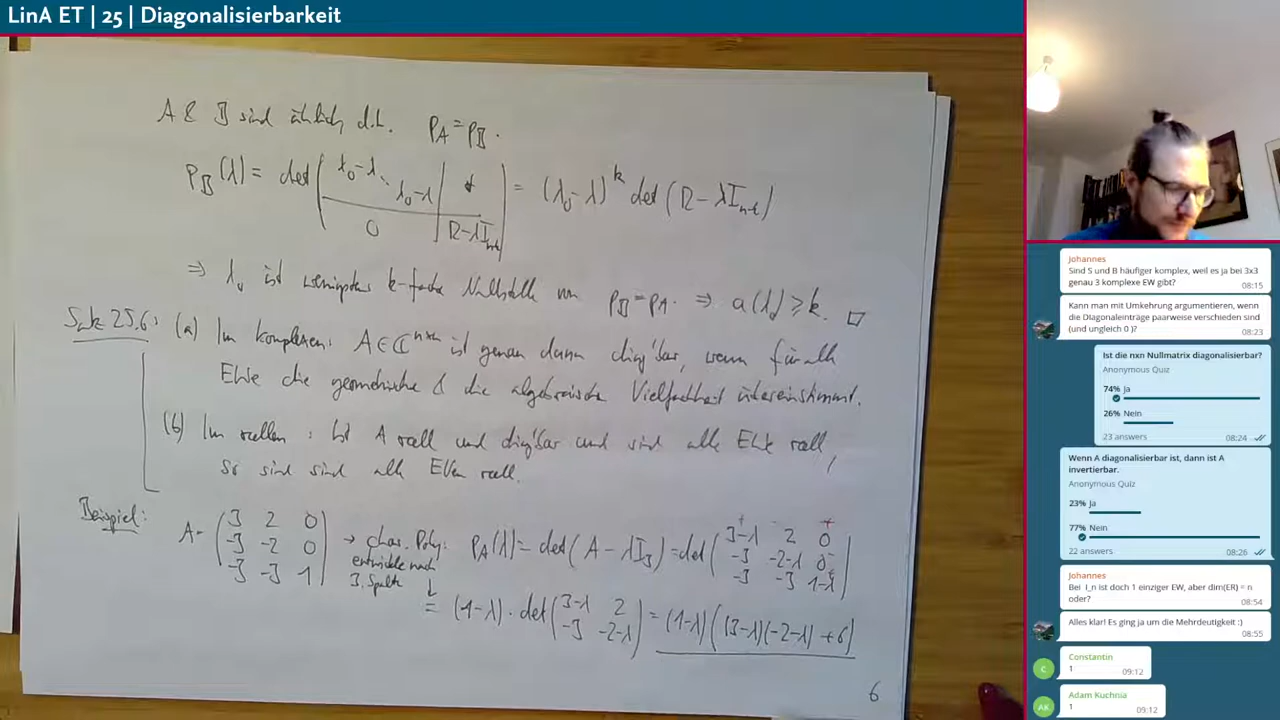 LinA ET | 25 | Diagonalisierbarkeit
A & B sind ähnlich d.h. P_A = P_B.
P_B(λ) = det ( λ₀-λ ⋱ λ₀-λ | * ; 0 | R-λI_{n-k} ) = (λ₀-λ)^k det (R - λI_{n-k})
⇒ λ₀ ist wenigstens k-fache Nullstelle von P_B = P_A. ⇒ a(λ₀) ≥ k. □
Satz 25.6: (a) Im komplexen: A ∈ ℂ^{n×n} ist genau dann diag'bar, wenn für alle
EWe die geometrische & die algebraische Vielfachheit übereinstimmt.
(b) Im reellen: Ist A reell und diag'bar und sind alle EWe reell,
so sind sind alle EVen reell.
Beispiel: A = ( 3 2 0 ; -3 -2 0 ; -3 -3 1 ) → char. Poly: P_A(λ) = det(A - λI₃) = det ( 3-λ 2 0 ; -3 -2-λ 0 ; -3 -3 1-λ )
entwickle nach
3. Spalte
= (1-λ) · det ( 3-λ 2 ; -3 -2-λ ) = (1-λ)((3-λ)(-2-λ) + 6)
6
Johannes
Sind S und B häufiger komplex, weil es ja bei 3x3
genau 3 komplexe EW gibt?
08:15
Kann man mit Umkehrung argumentieren, wenn
die Diagonaleinträge paarweise verschieden sind
(und ungleich 0 )?
08:23
Ist die nxn Nullmatrix diagonalisierbar?
Anonymous Quiz
74% Ja
26% Nein
23 answers
08:24
Wenn A diagonalisierbar ist, dann ist A
invertierbar.
Anonymous Quiz
23% Ja
77% Nein
22 answers
08:26
Johannes
Bei I_n ist doch 1 einziger EW, aber dim(ER) = n
oder?
08:54
Alles klar! Es ging ja um die Mehrdeutigkeit :)
08:55
C
Constantin
1
09:12
AK
Adam Kuchnia
1
09:12